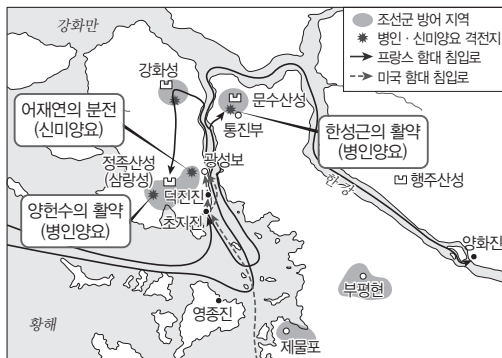 강화만
조선군 방어 지역
병인·신미양요 격전지
프랑스 함대 침입로
미국 함대 침입로
강화성
문수산성
통진부
어재연의 분전
(신미양요)
한성근의 활약
(병인양요)
정족산성
(삼랑성)
광성보
덕진진
초지진
양헌수의 활약
(병인양요)
한강
행주산성
양화진
부평현
영종진
제물포
황해